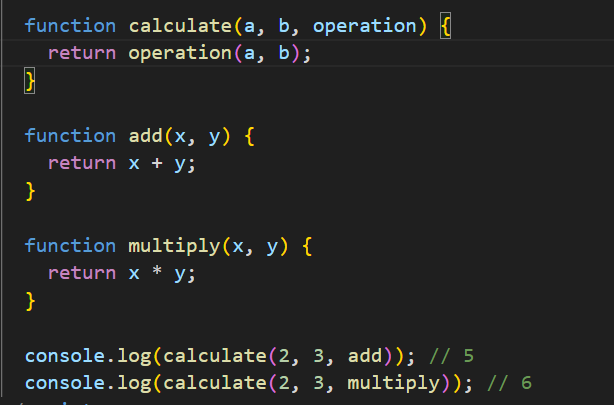 function calculate(a, b, operation) {
  return operation(a, b);
}

function add(x, y) {
  return x + y;
}

function multiply(x, y) {
  return x * y;
}

console.log(calculate(2, 3, add)); // 5
console.log(calculate(2, 3, multiply)); // 6